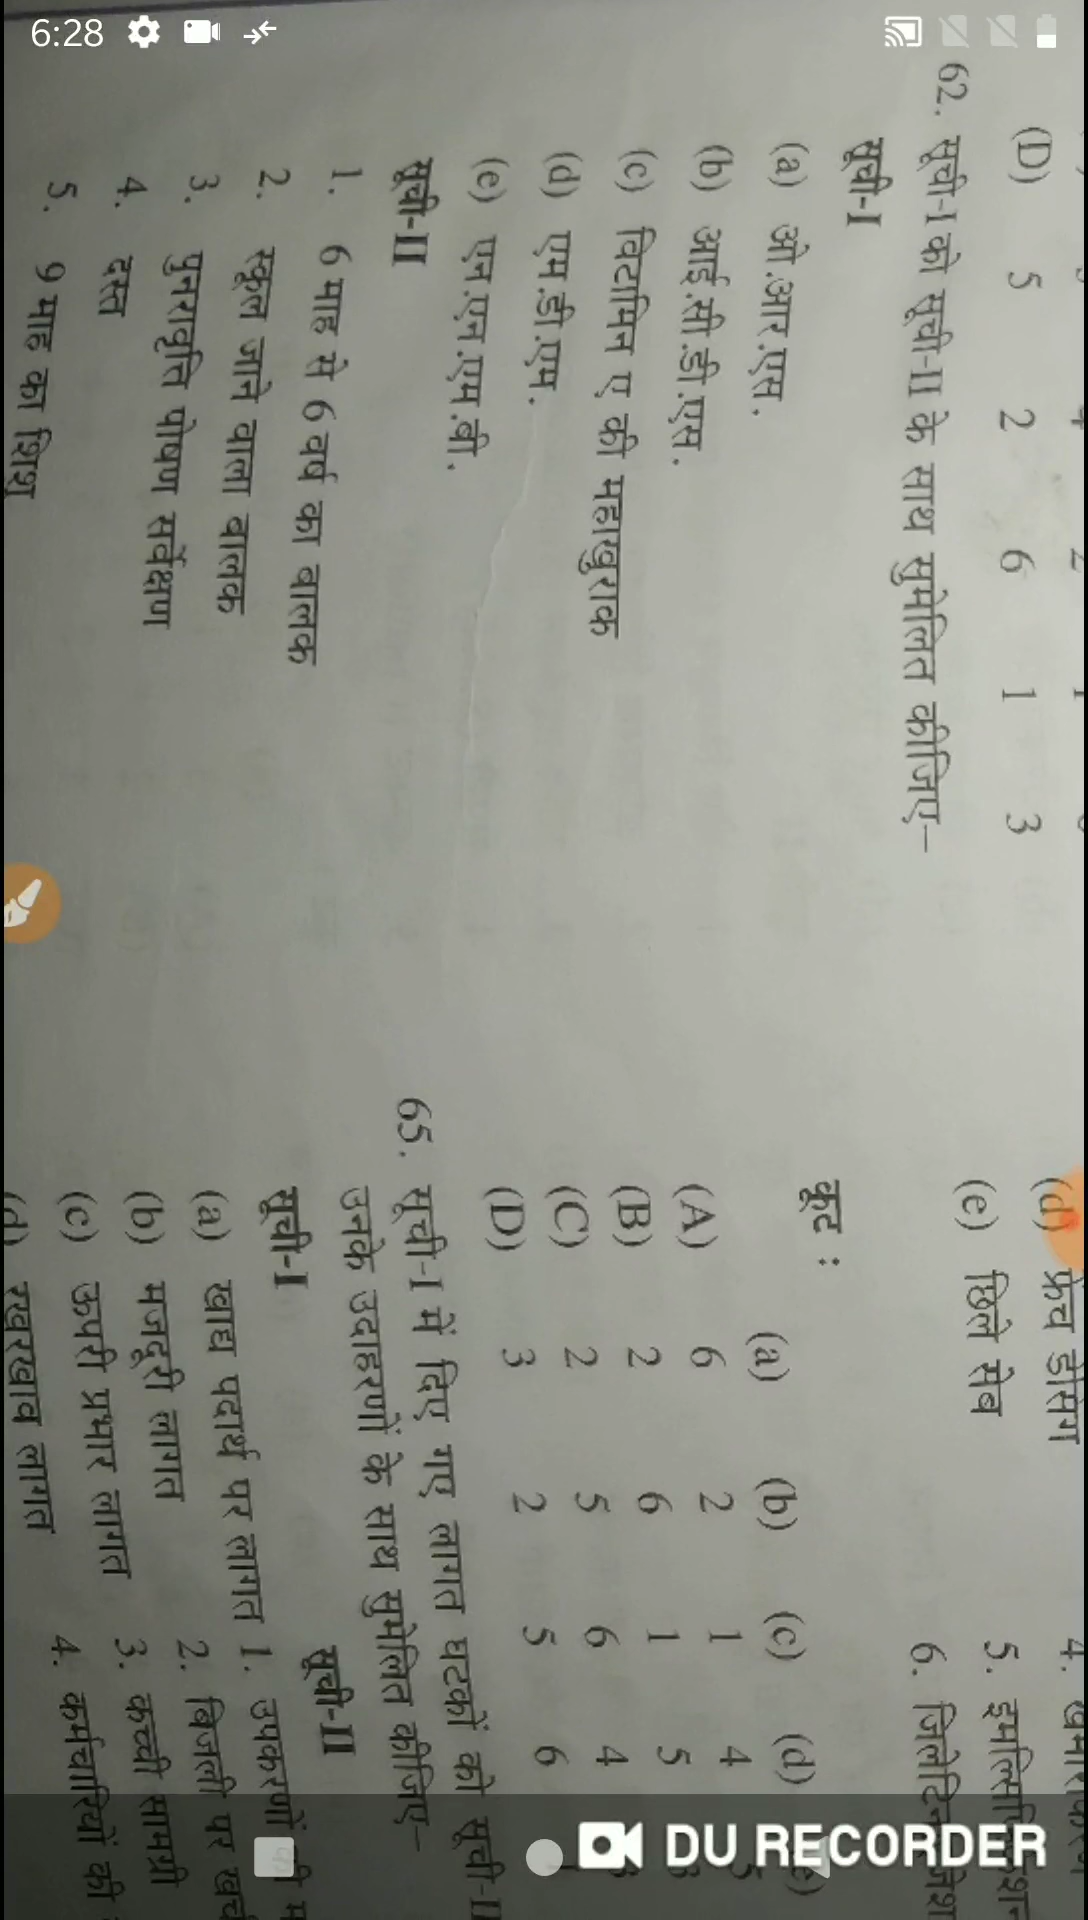 6:28
(D) 5 2 6 1 3
62. सूची-I को सूची-II के साथ सुमेलित कीजिए–
सूची-I
(a) ओ.आर.एस.
(b) आई.सी.डी.एस.
(c) विटामिन ए की महाखुराक
(d) एम.डी.एम.
(e) एन.एन.एम.बी.
सूची-II
1. 6 माह से 6 वर्ष का बालक
2. स्कूल जाने वाला बालक
3. पुनरावृति पोषण सर्वेक्षण
4. दस्त
5. 9 माह का शिशु
(d) फ्रेंच ड्रेसिंग
4.
(e) छिले सेब
5.
6.
कूट :
(a) (b) (c) (d)
(A) 6 2 1 4
(B) 2 6 1 5
(C) 2 5 6 4
(D) 3 2 5 6
65. सूची-I में दिए गए लागत घटकों को सूची-II
उनके उदाहरणों के साथ सुमेलित कीजिए–
सूची-I सूची-II
(a) खाद्य पदार्थ पर लागत 1. उपकरणों की
(b) मजदूरी लागत 2. बिजली पर खर्च
(c) ऊपरी प्रभार लागत 3. कच्ची सामग्री
(d) रखरखाव लागत 4. कर्मचारियों की
DU RECORDER